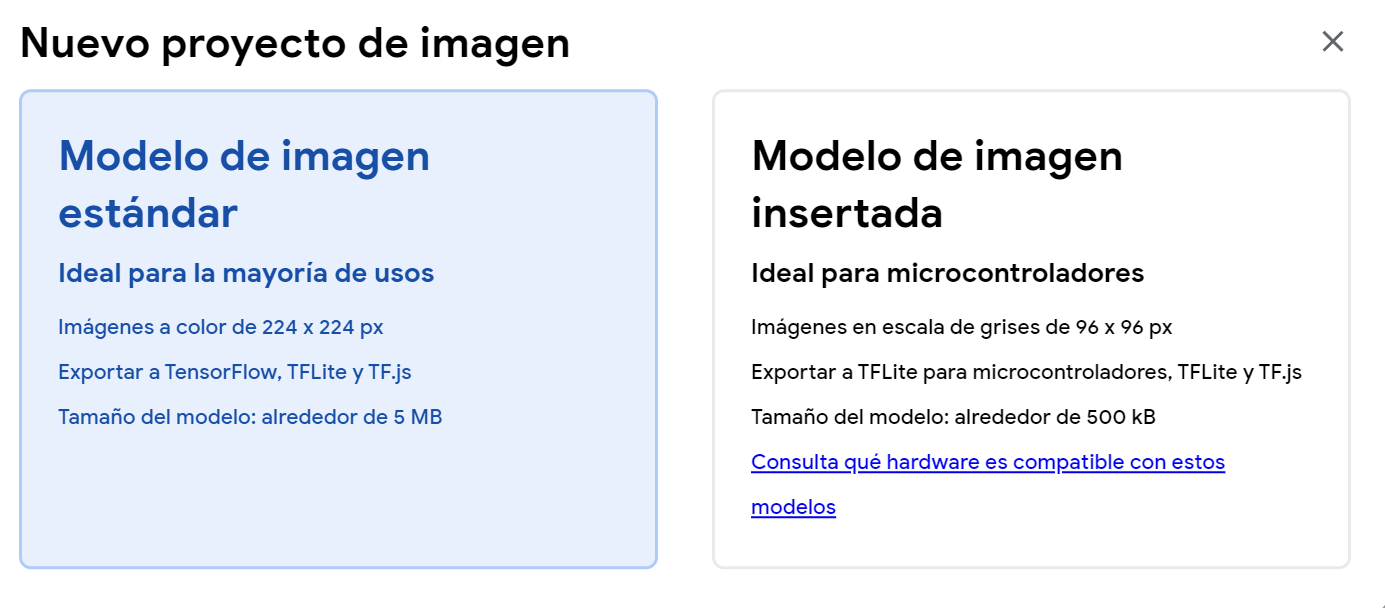 Nuevo proyecto de imagen
Modelo de imagen
estándar
Ideal para la mayoría de usos
Imágenes a color de 224 x 224 px
Exportar a TensorFlow, TFLite y TF.js
Tamaño del modelo: alrededor de 5 MB
Modelo de imagen
insertada
Ideal para microcontroladores
Imágenes en escala de grises de 96 x 96 px
Exportar a TFLite para microcontroladores, TFLite y TF.js
Tamaño del modelo: alrededor de 500 kB
Consulta qué hardware es compatible con estos
modelos